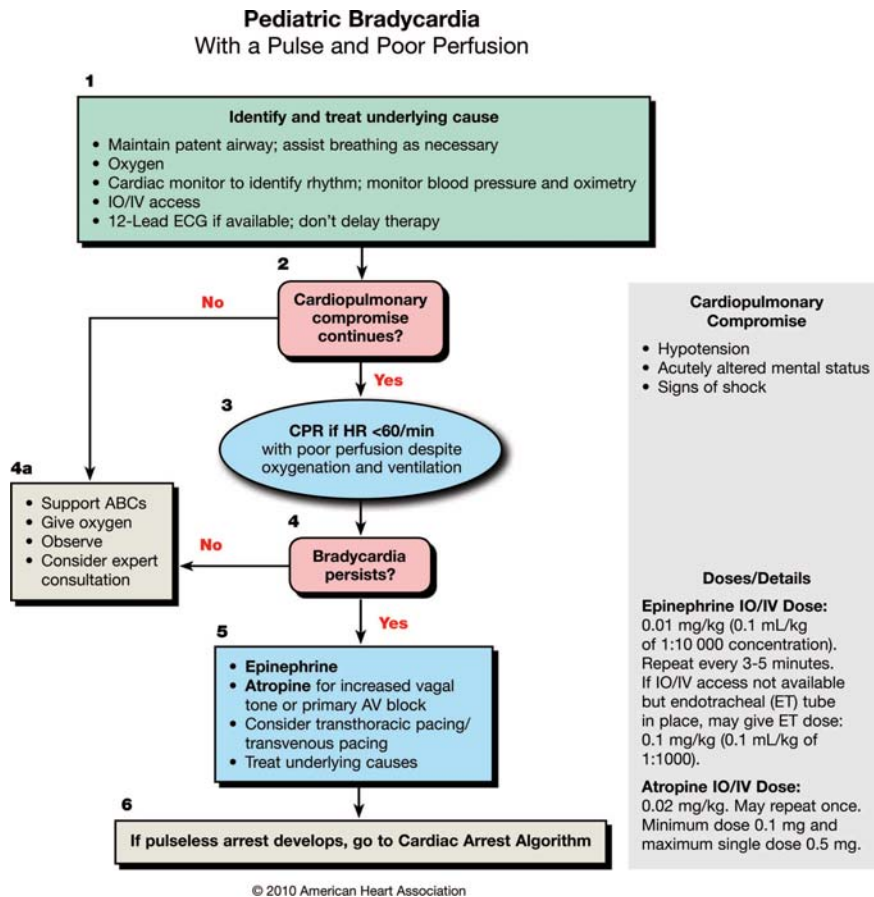 Pediatric Bradycardia
With a Pulse and Poor Perfusion
1
Identify and treat underlying cause
• Maintain patent airway; assist breathing as necessary
• Oxygen
• Cardiac monitor to identify rhythm; monitor blood pressure and oximetry
• IO/IV access
• 12-Lead ECG if available; don't delay therapy
2
No
Cardiopulmonary
compromise
continues?
Yes
3
CPR if HR <60/min
with poor perfusion despite
oxygenation and ventilation
4a
• Support ABCs
• Give oxygen
• Observe
• Consider expert
consultation
4
No
Bradycardia
persists?
Yes
5
• Epinephrine
• Atropine for increased vagal
tone or primary AV block
• Consider transthoracic pacing/
transvenous pacing
• Treat underlying causes
6
If pulseless arrest develops, go to Cardiac Arrest Algorithm
Cardiopulmonary
Compromise
• Hypotension
• Acutely altered mental status
• Signs of shock
Doses/Details
Epinephrine IO/IV Dose:
0.01 mg/kg (0.1 mL/kg
of 1:10 000 concentration).
Repeat every 3-5 minutes.
If IO/IV access not available
but endotracheal (ET) tube
in place, may give ET dose:
0.1 mg/kg (0.1 mL/kg of
1:1000).
Atropine IO/IV Dose:
0.02 mg/kg. May repeat once.
Minimum dose 0.1 mg and
maximum single dose 0.5 mg.
© 2010 American Heart Association